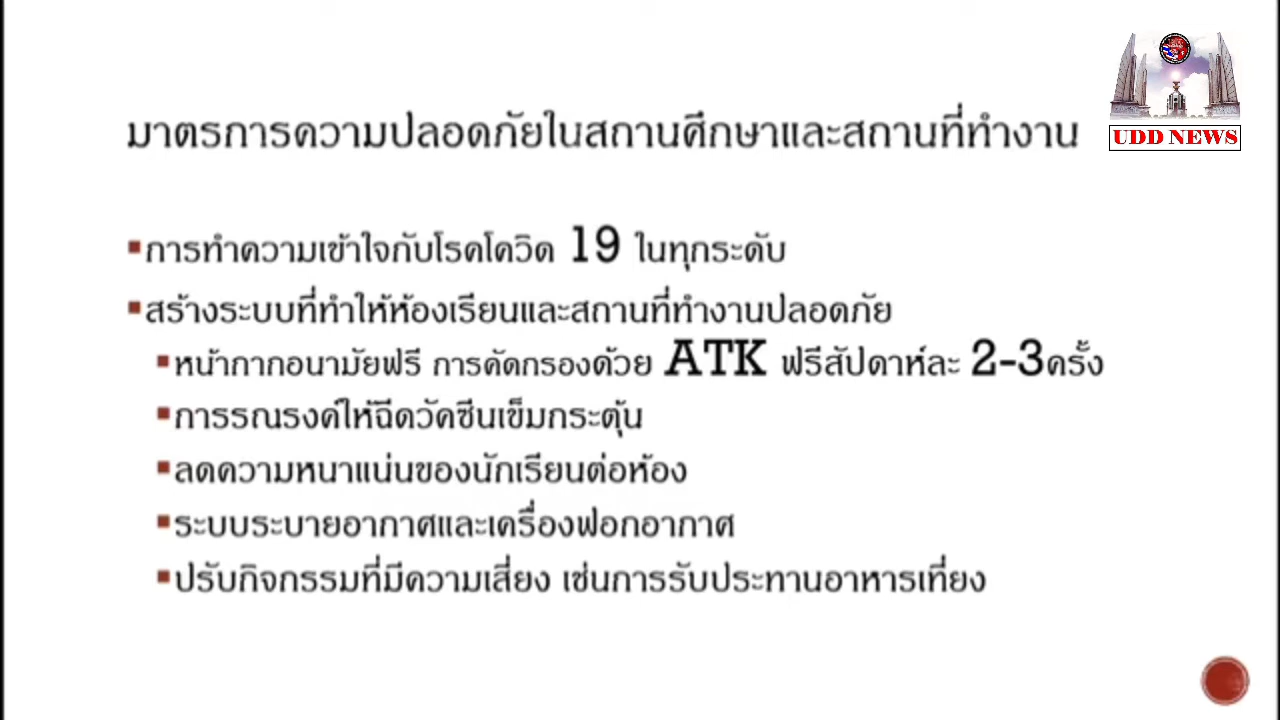 มาตรการความปลอดภัยในสถานศึกษาและสถานที่ทำงาน
UDD NEWS
▪การทำความเข้าใจกับโรคโควิด 19 ในทุกระดับ
▪สร้างระบบที่ทำให้ห้องเรียนและสถานที่ทำงานปลอดภัย
▪หน้ากากอนามัยฟรี การคัดกรองด้วย ATK ฟรีสัปดาห์ละ 2-3ครั้ง
▪การรณรงค์ให้ฉีดวัคซีนเข็มกระตุ้น
▪ลดความหนาแน่นของนักเรียนต่อห้อง
▪ระบบระบายอากาศและเครื่องฟอกอากาศ
▪ปรับกิจกรรมที่มีความเสี่ยง เช่นการรับประทานอาหารเที่ยง